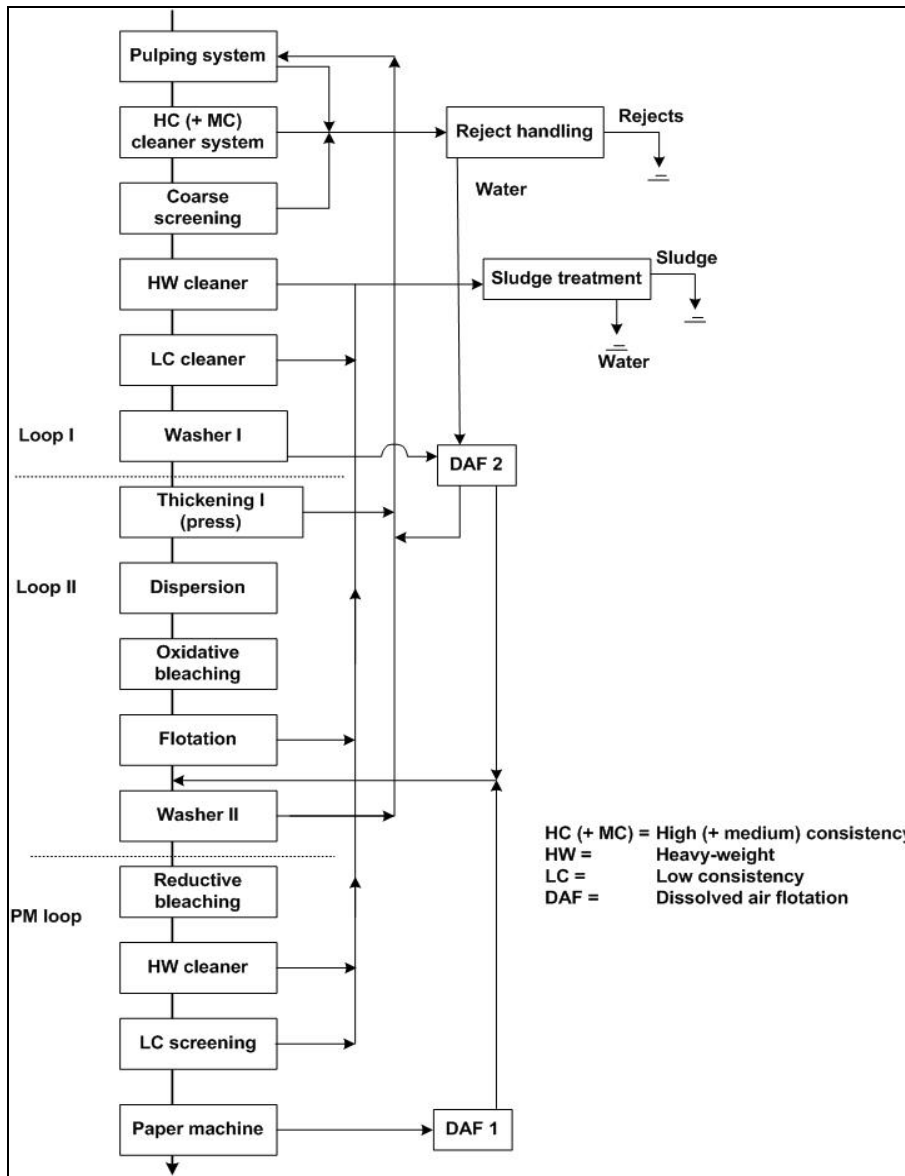 Pulping system
HC (+ MC)
cleaner system
Reject handling
Rejects
Water
Coarse
screening
HW cleaner
Sludge treatment
Sludge
Water
LC cleaner
Loop I
Washer I
DAF 2
Thickening I
(press)
Loop II
Dispersion
Oxidative
bleaching
Flotation
Washer II
HC (+ MC) = High (+ medium) consistency
HW = Heavy-weight
LC = Low consistency
DAF = Dissolved air flotation
Reductive
bleaching
PM loop
HW cleaner
LC screening
Paper machine
DAF 1